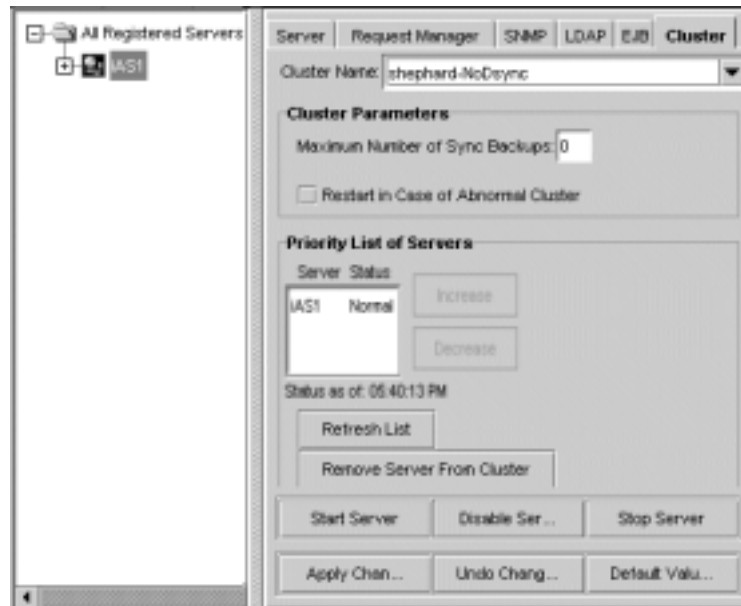 All Registered Servers
iAS1
Server Request Manager SNMP LDAP EJB Cluster
Cluster Name: shephard-NoDsync
Cluster Parameters
Maximum Number of Sync Backups: 0
Restart in Case of Abnormal Cluster
Priority List of Servers
Server Status
iAS1 Normal
Increase
Decrease
Status as of: 05:40:13 PM
Refresh List
Remove Server From Cluster
Start Server Disable Ser... Stop Server
Apply Chan... Undo Chang... Default Valu...